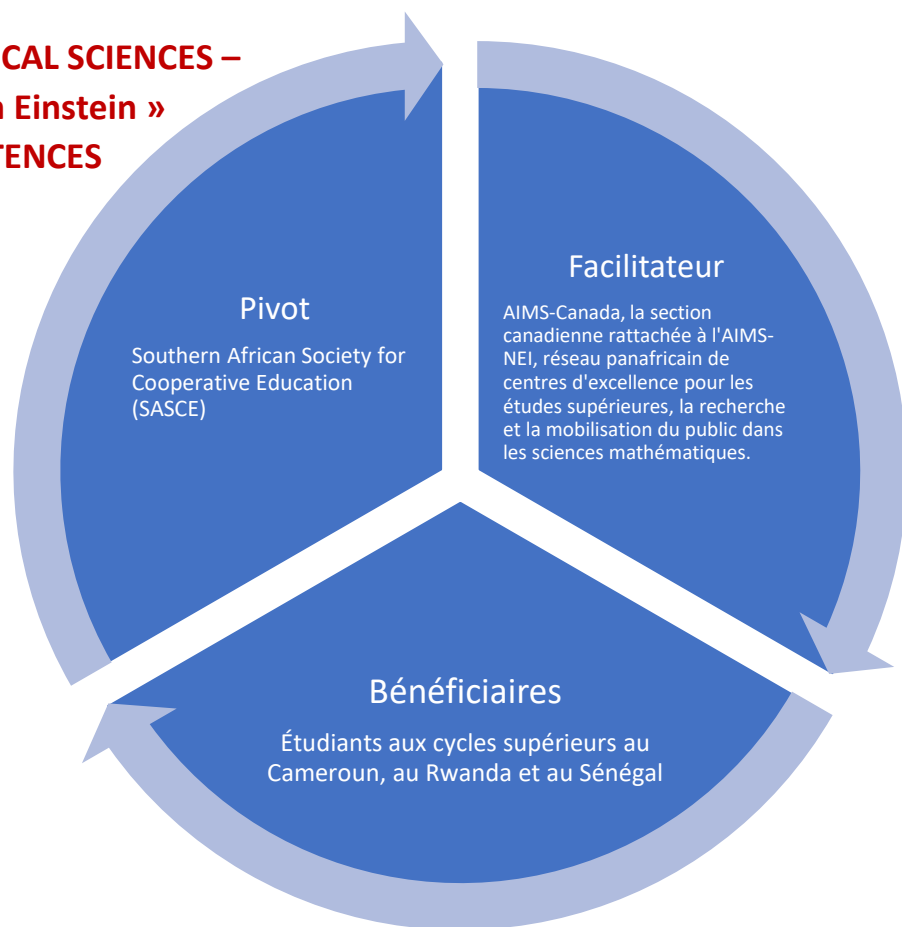 CAL SCIENCES –
Einstein »
TENCES
Pivot
Southern African Society for
Cooperative Education
(SASCE)
Facilitateur
AIMS-Canada, la section
canadienne rattachée à l'AIMS-
NEI, réseau panafricain de
centres d'excellence pour les
études supérieures, la recherche
et la mobilisation du public dans
les sciences mathématiques.
Bénéficiaires
Étudiants aux cycles supérieurs au
Cameroun, au Rwanda et au Sénégal